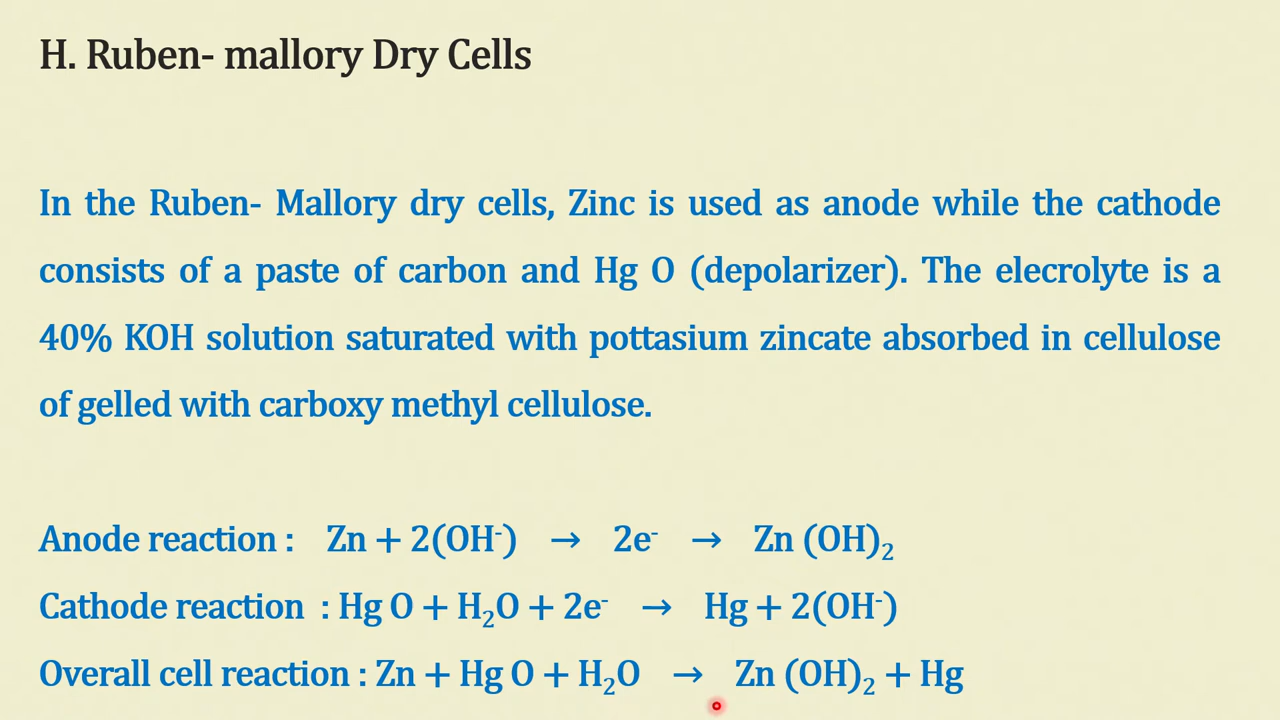 H. Ruben- mallory Dry Cells
In the Ruben- Mallory dry cells, Zinc is used as anode while the cathode
consists of a paste of carbon and Hg O (depolarizer). The elecrolyte is a
40% KOH solution saturated with pottasium zincate absorbed in cellulose
of gelled with carboxy methyl cellulose.
Anode reaction : Zn + 2(OH⁻) → 2e⁻ → Zn (OH)₂
Cathode reaction : Hg O + H₂O + 2e⁻ → Hg + 2(OH⁻)
Overall cell reaction : Zn + Hg O + H₂O → Zn (OH)₂ + Hg